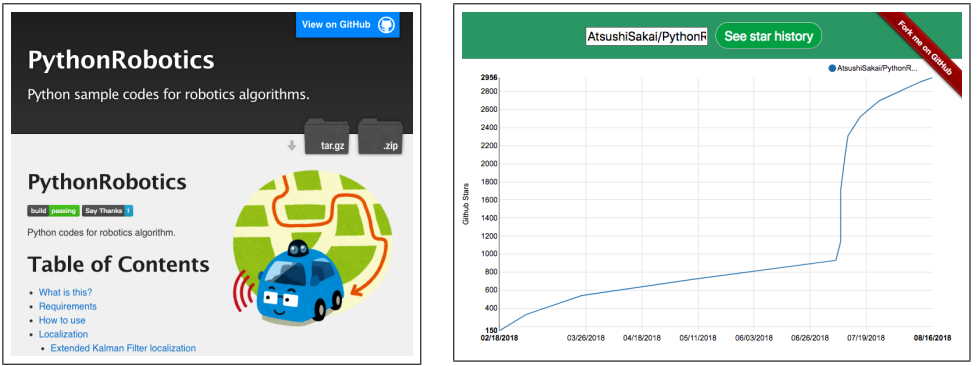 View on GitHub
PythonRobotics
Python sample codes for robotics algorithms.
tar.gz
.zip
PythonRobotics
build passing Say Thanks 1
Python codes for robotics algorithm.
Table of Contents
What is this?
Requirements
How to use
Localization
Extended Kalman Filter localization
AtsushiSakai/PythonR
See star history
Fork me on GitHub
AtsushiSakai/PythonR...
Github Stars
2956
2800
2400
2200
2000
1800
1600
1400
1200
1000
800
600
400
150
02/18/2018 03/26/2018 04/18/2018 05/11/2018 06/03/2018 06/26/2018 07/19/2018 08/16/2018